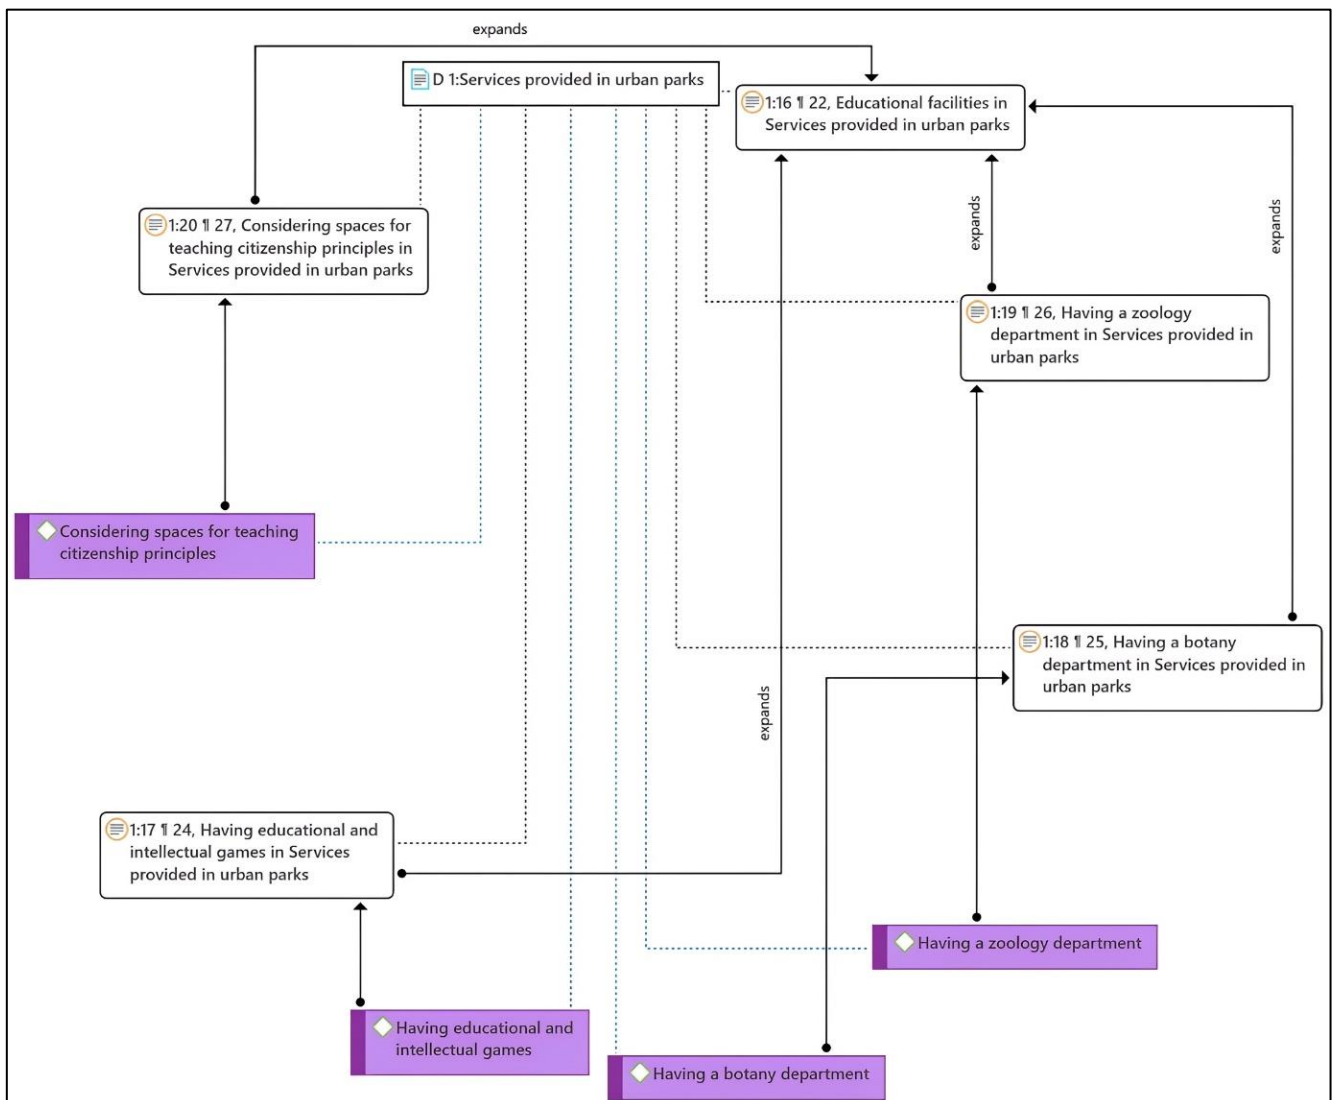 expands
D 1:Services provided in urban parks
1:16 ¶ 22, Educational facilities in
Services provided in urban parks
1:20 ¶ 27, Considering spaces for
teaching citizenship principles in
Services provided in urban parks
expands
expands
1:19 ¶ 26, Having a zoology
department in Services provided in
urban parks
Considering spaces for teaching
citizenship principles
1:18 ¶ 25, Having a botany
department in Services provided in
urban parks
expands
1:17 ¶ 24, Having educational and
intellectual games in Services
provided in urban parks
Having a zoology department
Having educational and
intellectual games
Having a botany department